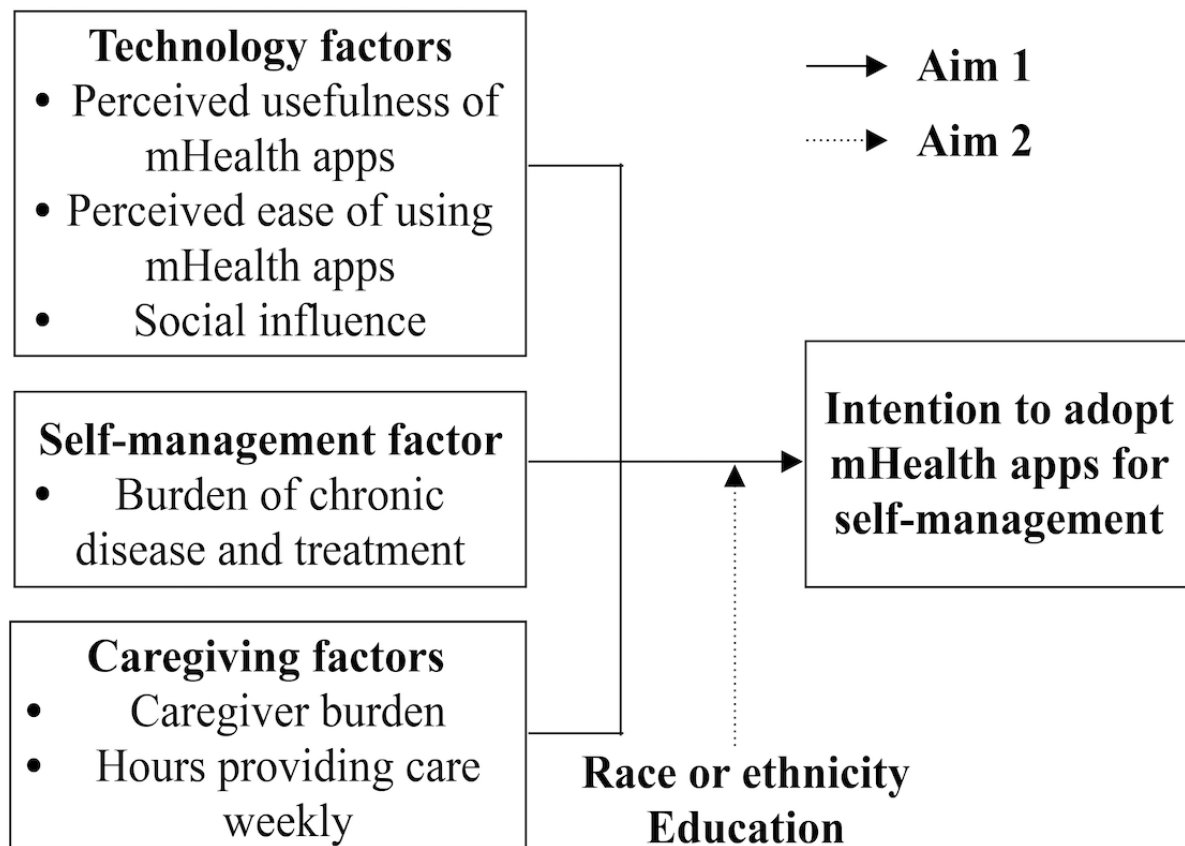 Technology factors
• Perceived usefulness of
mHealth apps
• Perceived ease of using
mHealth apps
• Social influence
Aim 1
Aim 2
Self-management factor
• Burden of chronic
disease and treatment
Intention to adopt
mHealth apps for
self-management
Caregiving factors
• Caregiver burden
• Hours providing care
weekly
Race or ethnicity
Education